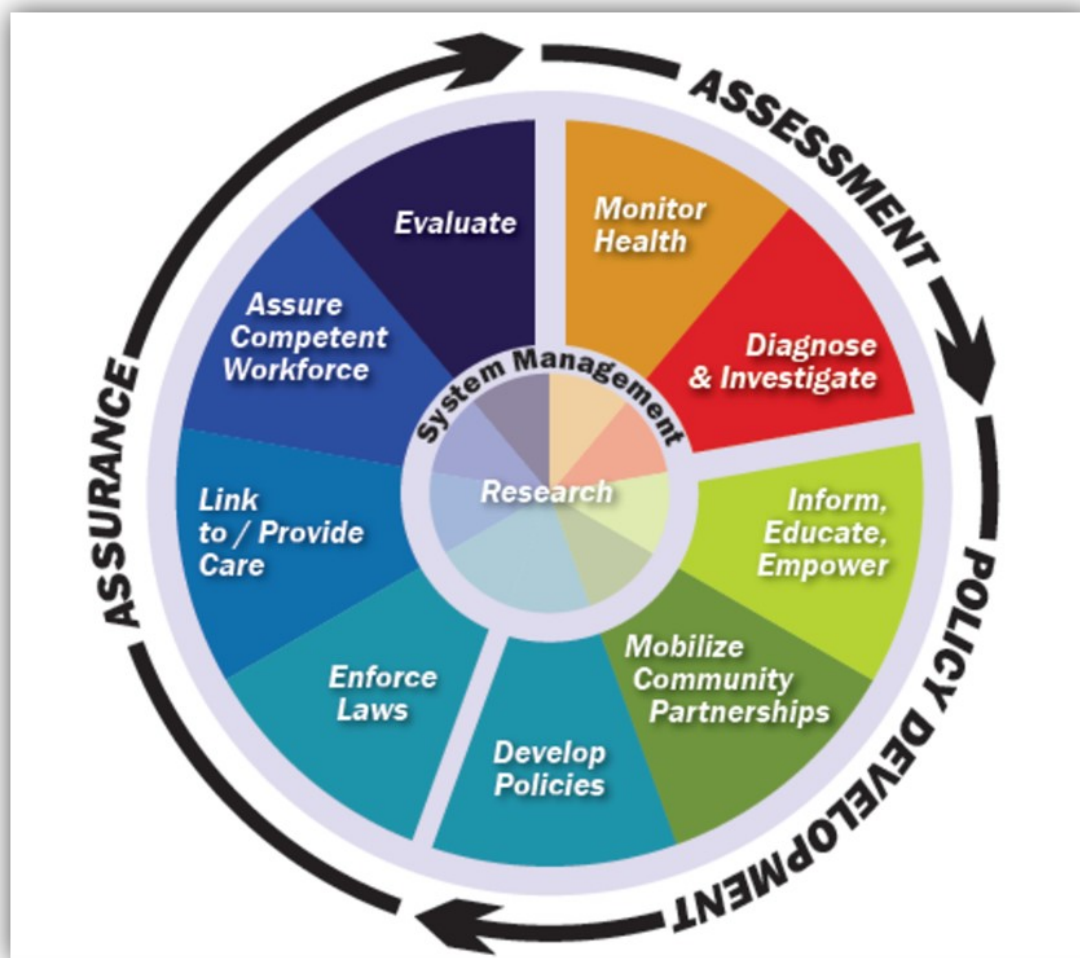 ASSESSMENT
Monitor
Health
Diagnose
& Investigate
POLICY DEVELOPMENT
Inform,
Educate,
Empower
Mobilize
Community
Partnerships
Develop
Policies
ASSURANCE
Enforce
Laws
Link
to / Provide
Care
Assure
Competent
Workforce
Evaluate
System Management
Research